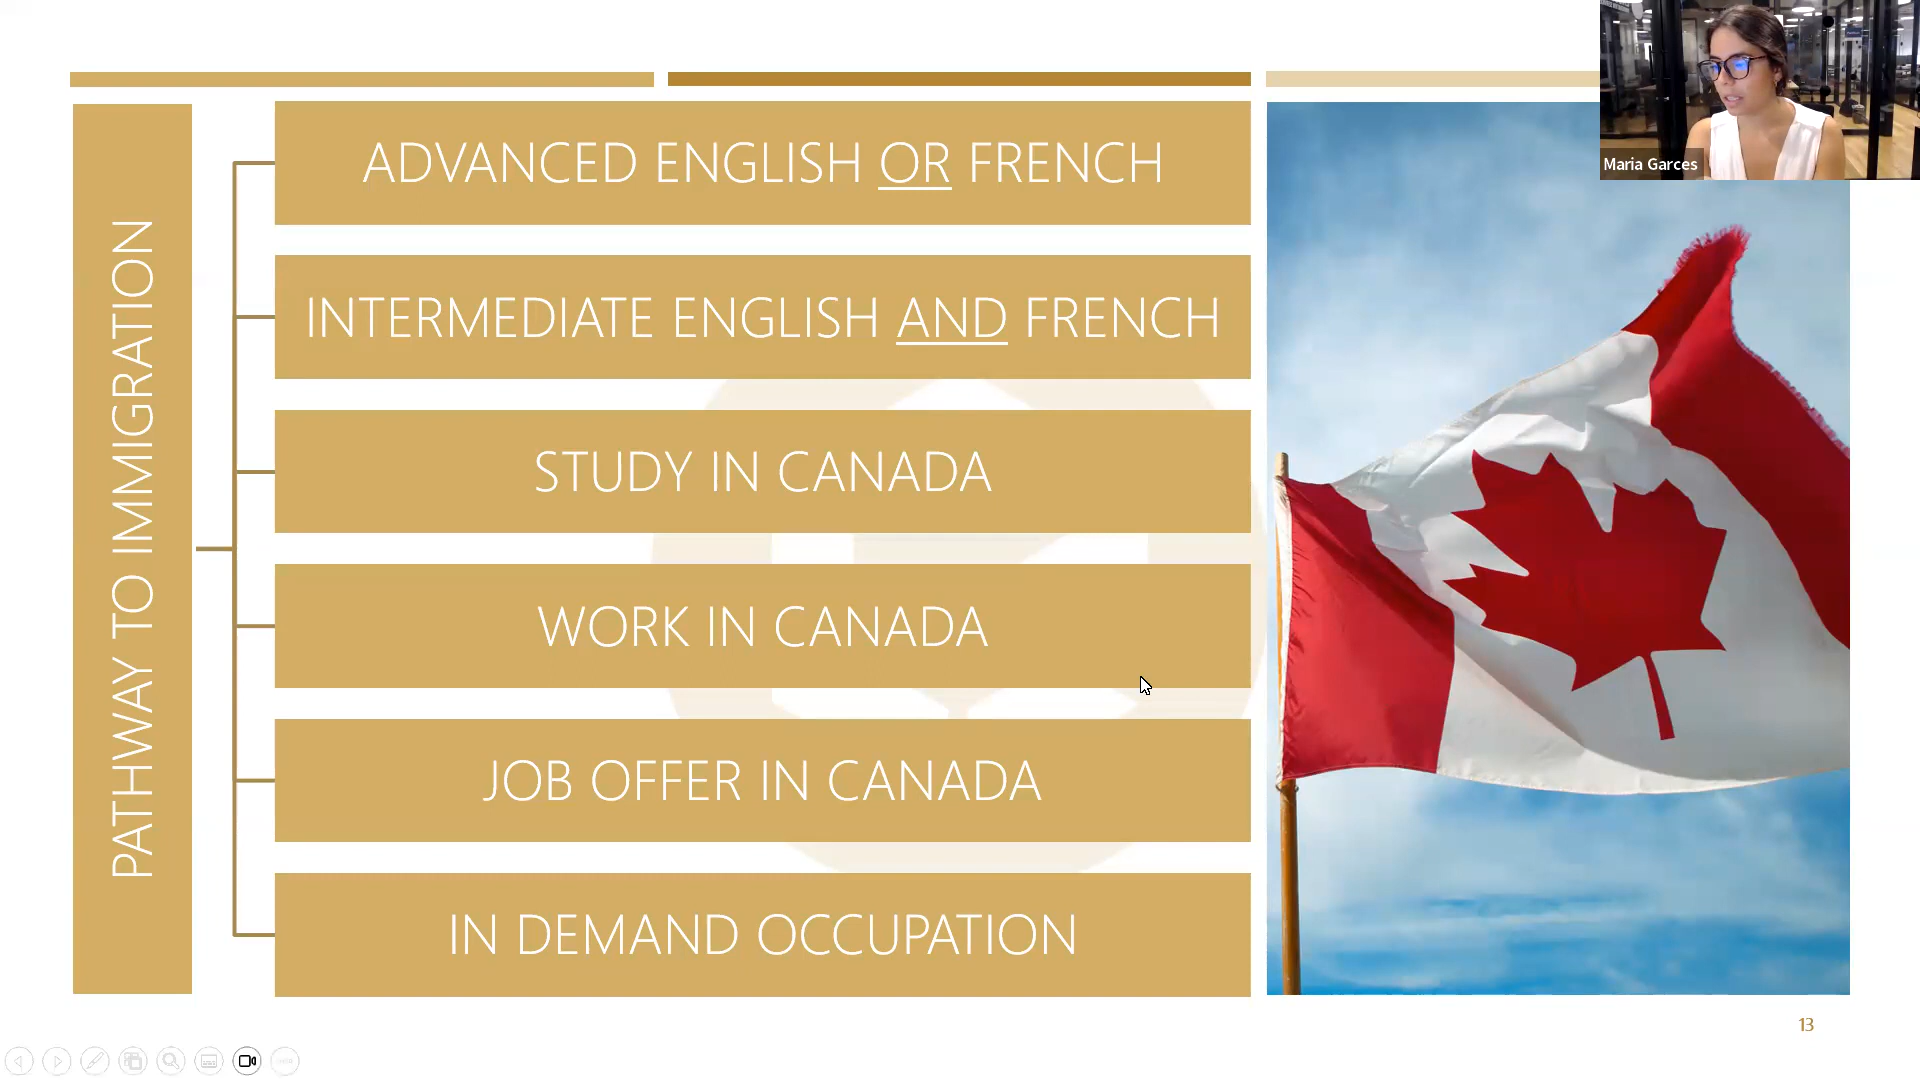 PATHWAY TO IMMIGRATION
ADVANCED ENGLISH OR FRENCH
INTERMEDIATE ENGLISH AND FRENCH
STUDY IN CANADA
WORK IN CANADA
JOB OFFER IN CANADA
IN DEMAND OCCUPATION
Maria Garces
13